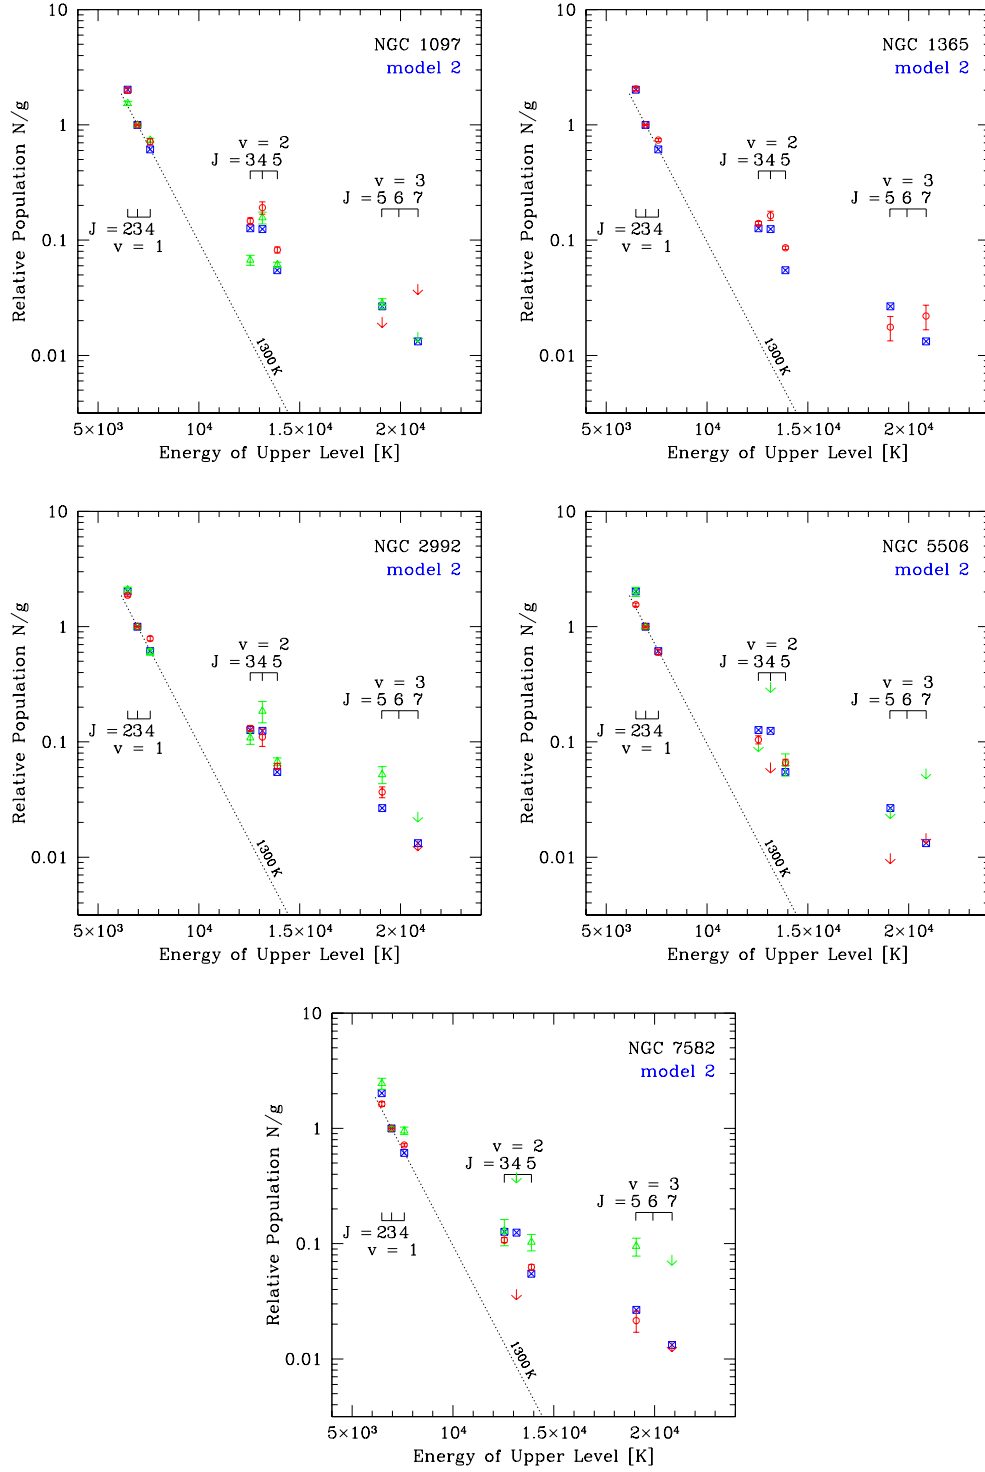 NGC 1097
model 2
v = 2
J = 3 4 5
v = 3
J = 5 6 7
J = 2 3 4
v = 1
1300 K
10
1
0.1
0.01
5×10³ 10⁴ 1.5×10⁴ 2×10⁴
Energy of Upper Level [K]
Relative Population N/g
NGC 1365
model 2
v = 2
J = 3 4 5
v = 3
J = 5 6 7
J = 2 3 4
v = 1
1300 K
10
1
0.1
0.01
5×10³ 10⁴ 1.5×10⁴ 2×10⁴
Energy of Upper Level [K]
Relative Population N/g
NGC 2992
model 2
v = 2
J = 3 4 5
v = 3
J = 5 6 7
J = 2 3 4
v = 1
1300 K
10
1
0.1
0.01
5×10³ 10⁴ 1.5×10⁴ 2×10⁴
Energy of Upper Level [K]
Relative Population N/g
NGC 5506
model 2
v = 2
J = 3 4 5
v = 3
J = 5 6 7
J = 2 3 4
v = 1
1300 K
10
1
0.1
0.01
5×10³ 10⁴ 1.5×10⁴ 2×10⁴
Energy of Upper Level [K]
Relative Population N/g
NGC 7582
model 2
v = 2
J = 3 4 5
v = 3
J = 5 6 7
J = 2 3 4
v = 1
1300 K
10
1
0.1
0.01
5×10³ 10⁴ 1.5×10⁴ 2×10⁴
Energy of Upper Level [K]
Relative Population N/g